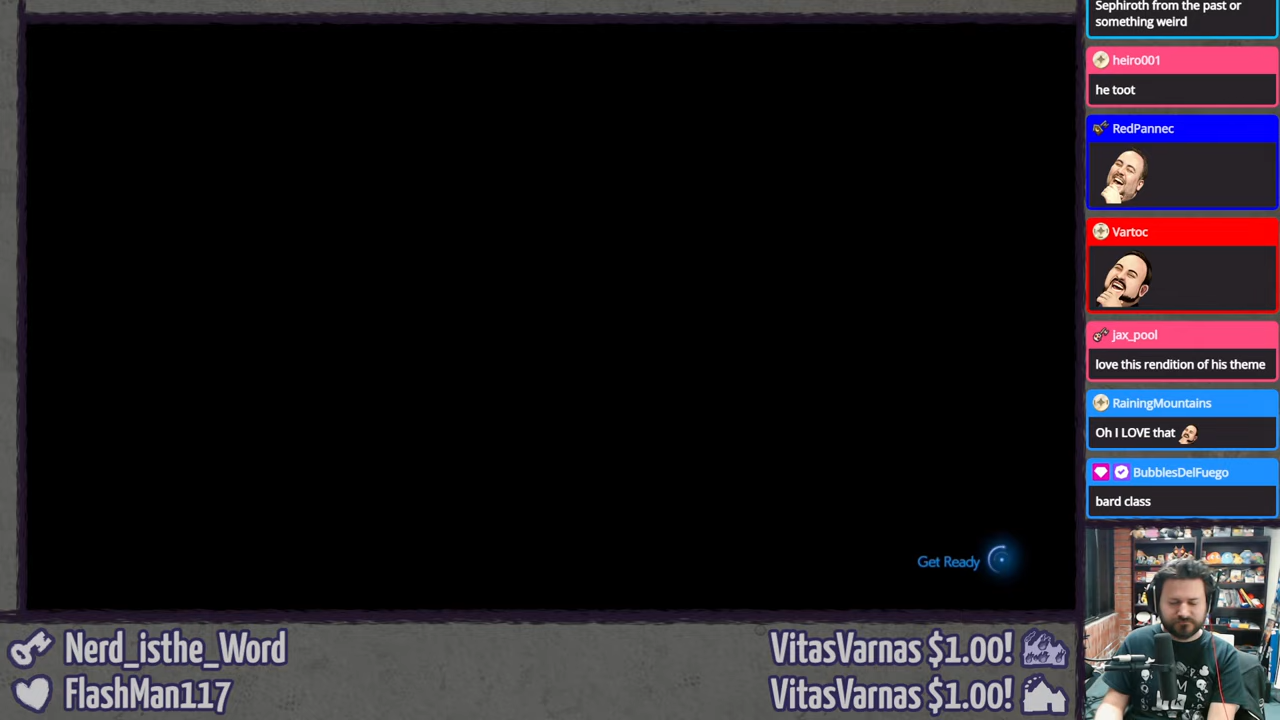 Sephiroth from the past or
something weird
heiro001
he toot
RedPannec
Vartoc
jax_pool
love this rendition of his theme
RainingMountains
Oh I LOVE that
BubblesDelFuego
bard class
Get Ready
Nerd_isthe_Word
FlashMan117
VitasVarnas $1.00!
VitasVarnas $1.00!